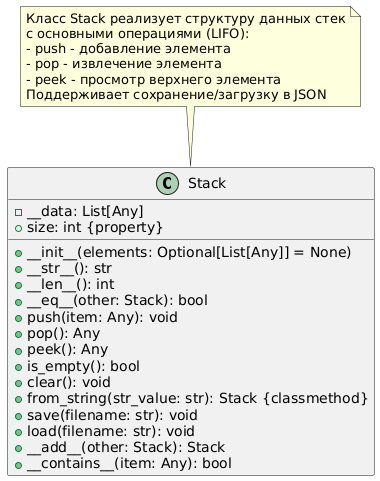 Класс Stack реализует структуру данных стек
с основными операциями (LIFO):
- push - добавление элемента
- pop - извлечение элемента
- peek - просмотр верхнего элемента
Поддерживает сохранение/загрузку в JSON
C Stack
__data: List[Any]
size: int {property}
__init__(elements: Optional[List[Any]] = None)
__str__(): str
__len__(): int
__eq__(other: Stack): bool
push(item: Any): void
pop(): Any
peek(): Any
is_empty(): bool
clear(): void
from_string(str_value: str): Stack {classmethod}
save(filename: str): void
load(filename: str): void
__add__(other: Stack): Stack
__contains__(item: Any): bool